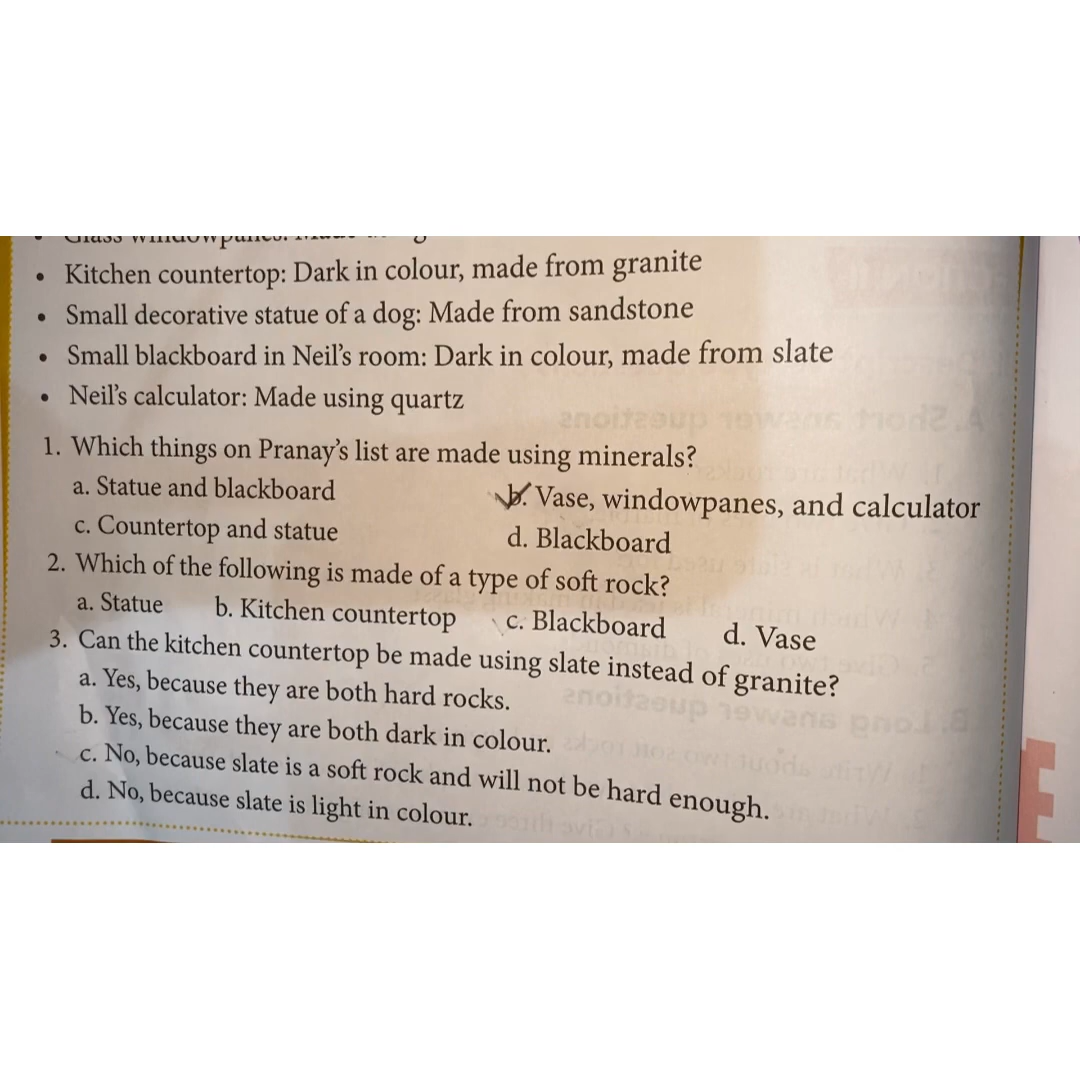 • Glass windowpanes:
• Kitchen countertop: Dark in colour, made from granite
• Small decorative statue of a dog: Made from sandstone
• Small blackboard in Neil's room: Dark in colour, made from slate
• Neil's calculator: Made using quartz
1. Which things on Pranay's list are made using minerals?
a. Statue and blackboard b. Vase, windowpanes, and calculator
c. Countertop and statue d. Blackboard
2. Which of the following is made of a type of soft rock?
a. Statue b. Kitchen countertop c. Blackboard d. Vase
3. Can the kitchen countertop be made using slate instead of granite?
a. Yes, because they are both hard rocks.
b. Yes, because they are both dark in colour.
c. No, because slate is a soft rock and will not be hard enough.
d. No, because slate is light in colour.